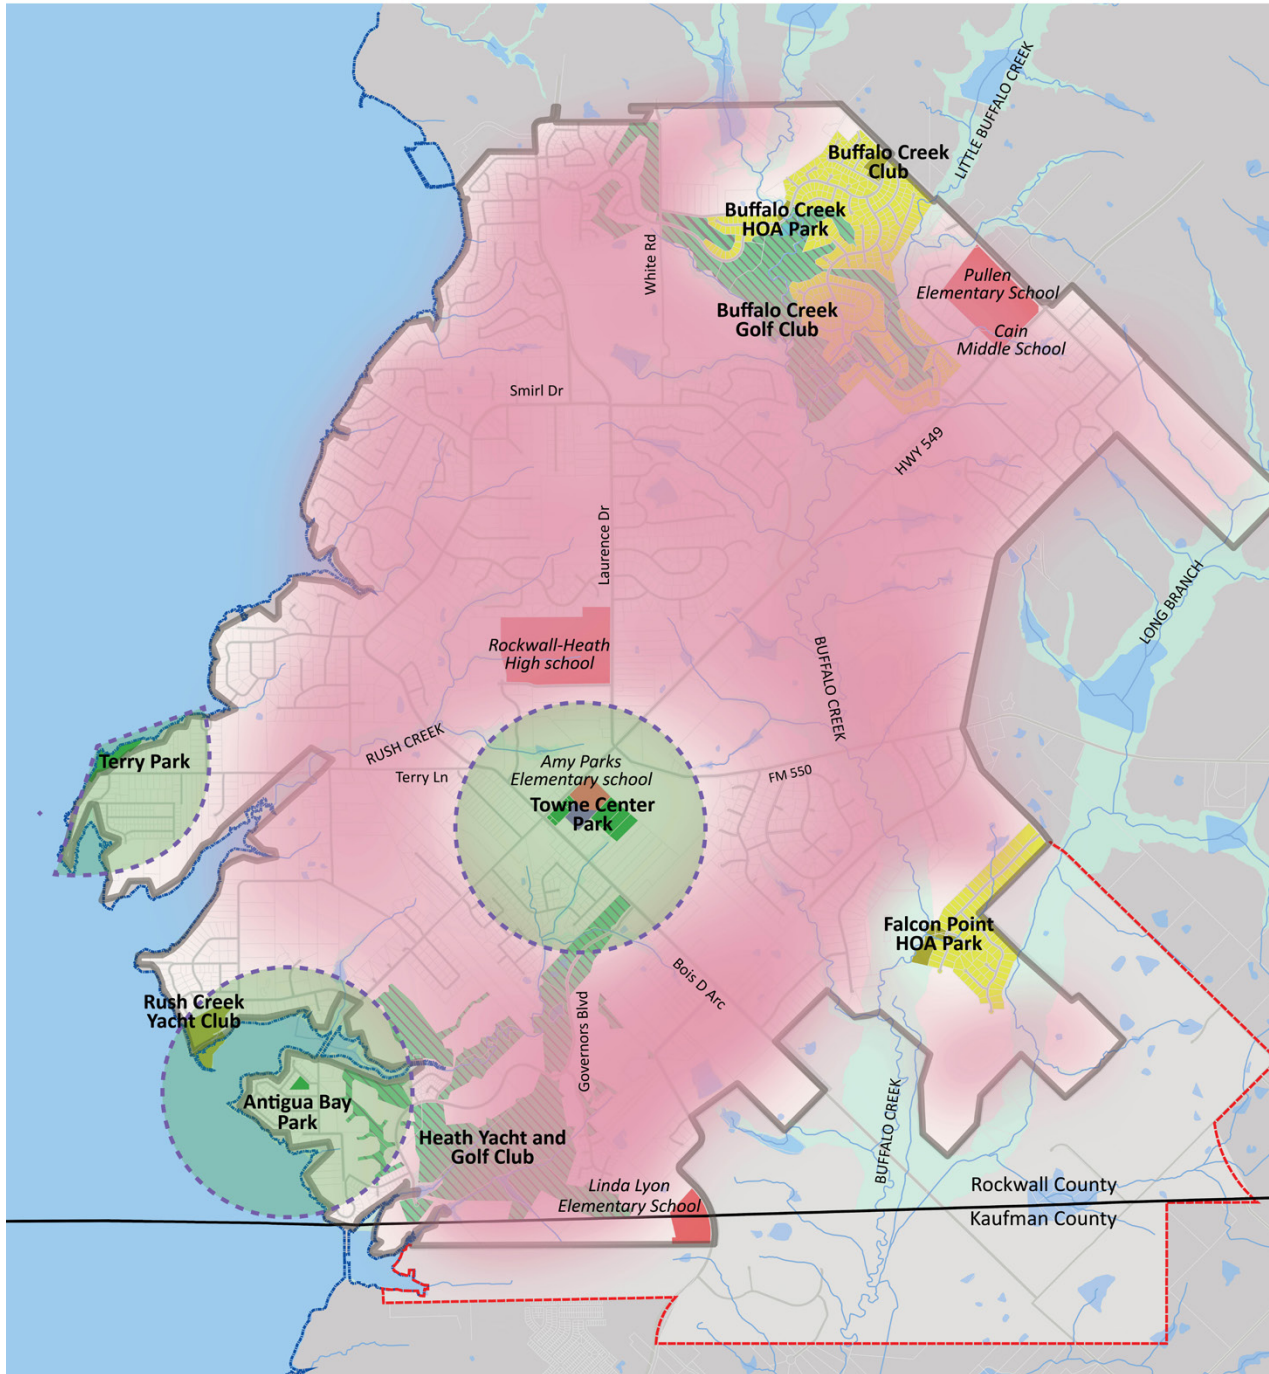 LITTLE BUFFALO CREEK
Buffalo Creek
Club
Buffalo Creek
HOA Park
White Rd
Pullen
Elementary School
Buffalo Creek
Golf Club
Cain
Middle School
Smirl Dr
HWY 549
Laurence Dr
LONG BRANCH
Rockwall-Heath
High school
BUFFALO CREEK
RUSH CREEK
Terry Park
Amy Parks
Elementary school
Terry Ln
FM 550
Towne Center
Park
Falcon Point
HOA Park
Bois D Arc
Rush Creek
Yacht Club
Governors Blvd
Antigua Bay
Park
BUFFALO CREEK
Heath Yacht and
Golf Club
Linda Lyon
Elementary School
Rockwall County
Kaufman County